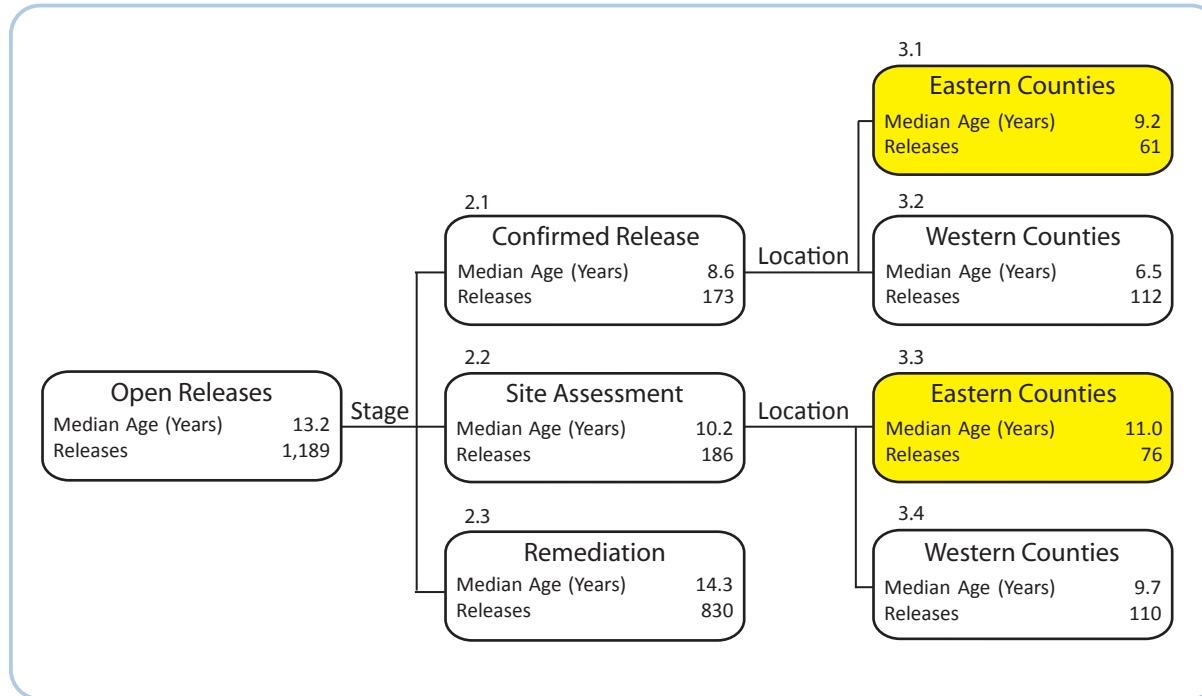 3.1
Eastern Counties
Median Age (Years) 9.2
Releases 61
2.1
Confirmed Release
Median Age (Years) 8.6
Releases 173
Location
3.2
Western Counties
Median Age (Years) 6.5
Releases 112
Open Releases
Median Age (Years) 13.2
Releases 1,189
Stage
2.2
Site Assessment
Median Age (Years) 10.2
Releases 186
Location
3.3
Eastern Counties
Median Age (Years) 11.0
Releases 76
2.3
Remediation
Median Age (Years) 14.3
Releases 830
3.4
Western Counties
Median Age (Years) 9.7
Releases 110